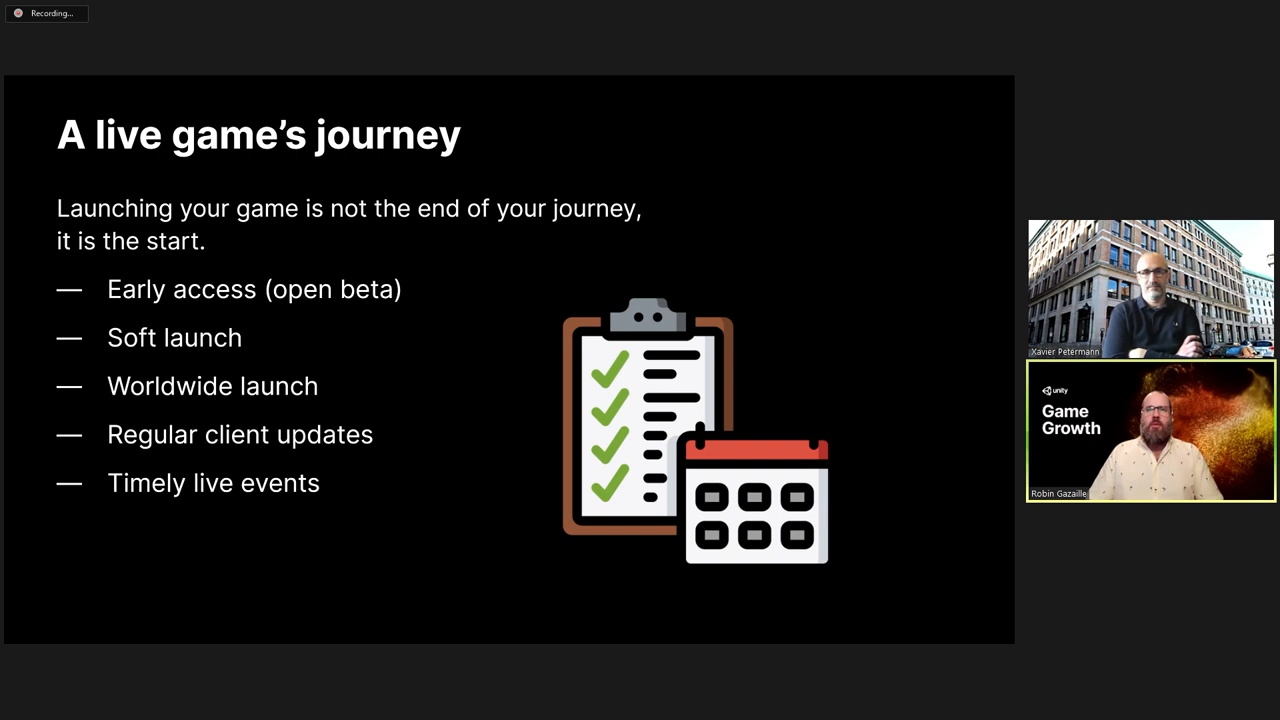 Recording...
A live game’s journey
Launching your game is not the end of your journey,
it is the start.
— Early access (open beta)
— Soft launch
— Worldwide launch
— Regular client updates
— Timely live events
Xavier Petermann
unity
Game
Growth
Robin Gazaille